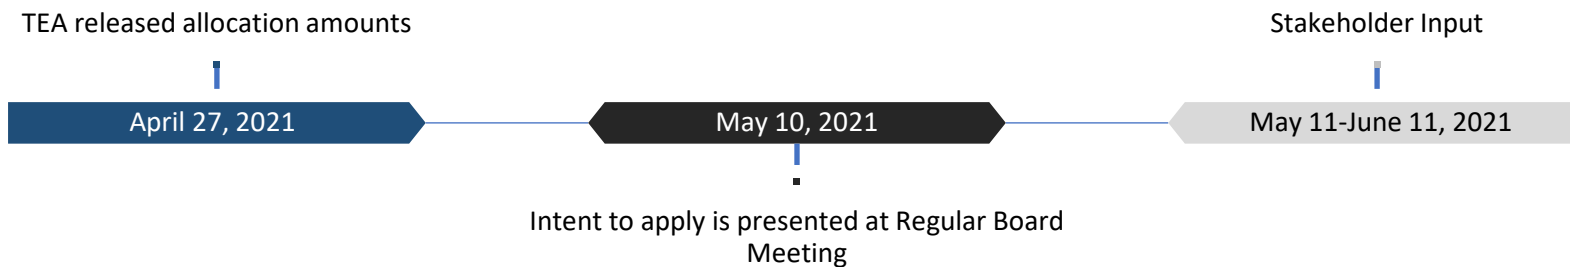 TEA released allocation amounts
Stakeholder Input
April 27, 2021
May 10, 2021
May 11-June 11, 2021
Intent to apply is presented at Regular Board
Meeting